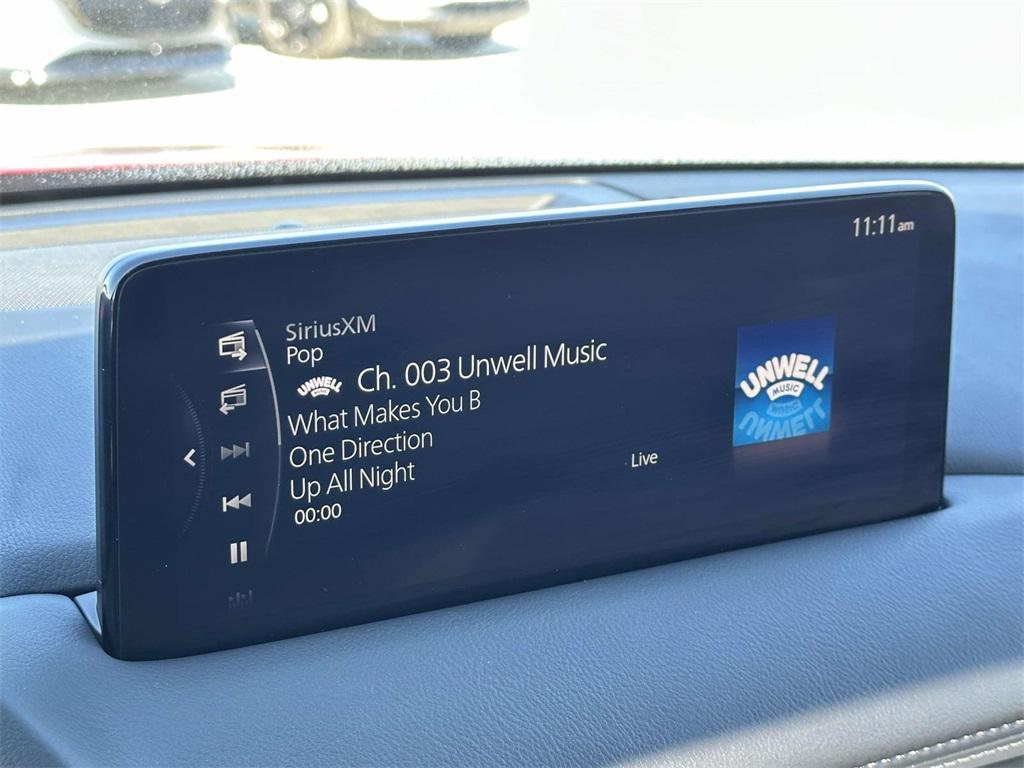 11:11am
SiriusXM
Pop
UNWELL
Ch. 003 Unwell Music
What Makes You B
One Direction
Up All Night
00:00
Live
UNWELL
MUSIC